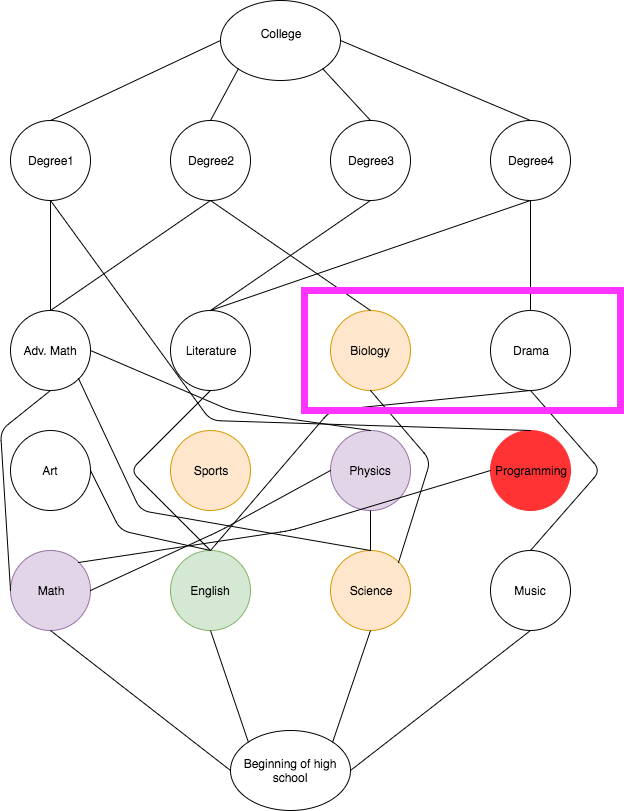 College
Degree1
Degree2
Degree3
Degree4
Adv. Math
Literature
Biology
Drama
Art
Sports
Physics
Programming
Math
English
Science
Music
Beginning of high
school